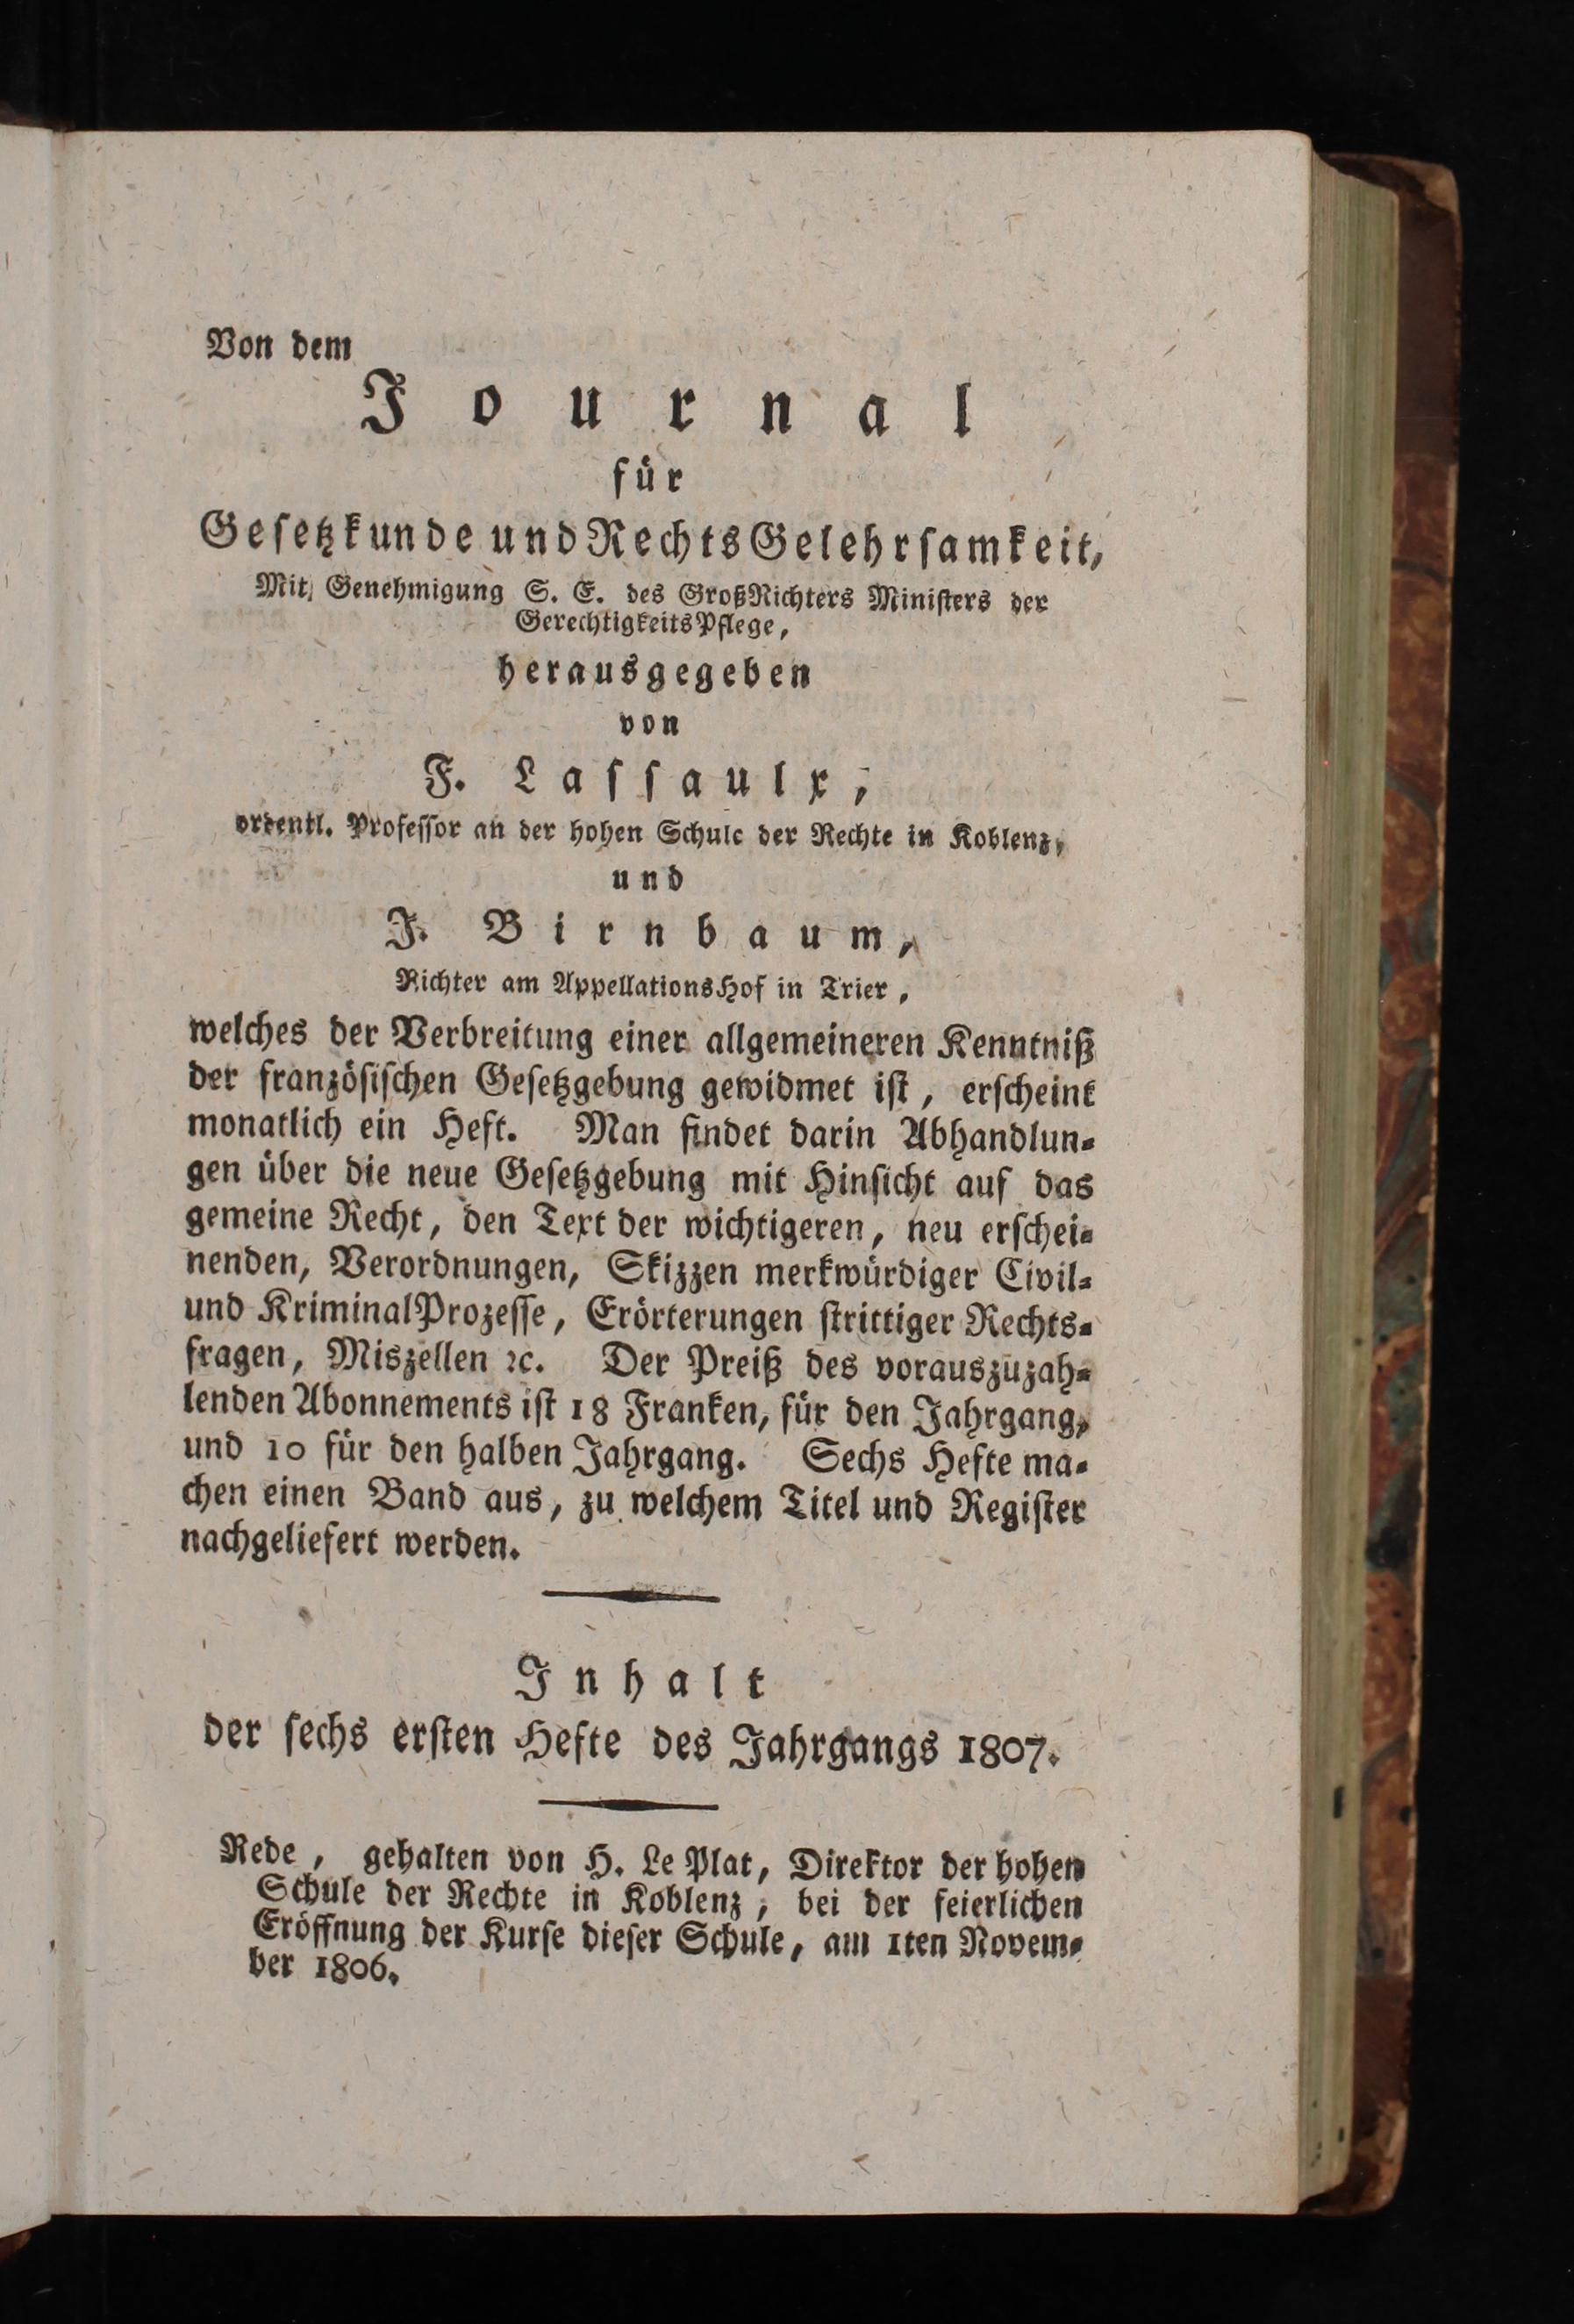 Von dem
Journal
für
Gesetzkunde und RechtsGelehrsamkeit,
Mit Genehmigung S. E. des GroßRichters Ministers der
GerechtigkeitsPflege,
herausgegeben
von
F. Lassaulx,
ordentl. Professor an der hohen Schule der Rechte in Koblenz,
und
J. Birnbaum,
Richter am AppellationsHof in Trier,
welches der Verbreitung einer allgemeineren Kenntniß
der französischen Gesetzgebung gewidmet ist, erscheint
monatlich ein Heft. Man findet darin Abhandlun-
gen über die neue Gesetzgebung mit Hinsicht auf das
gemeine Recht, den Text der wichtigeren, neu erschei-
nenden, Verordnungen, Skizzen merkwürdiger Civil-
und KriminalProzesse, Erörterungen strittiger Rechts-
fragen, Miszellen ꝛc. Der Preiß des vorauszuzah-
lenden Abonnements ist 18 Franken, für den Jahrgang,
und 10 für den halben Jahrgang. Sechs Hefte ma-
chen einen Band aus, zu welchem Titel und Register
nachgeliefert werden.
Inhalt
der sechs ersten Hefte des Jahrgangs 1807.
Rede, gehalten von H. Le Plat, Direktor der hohen
Schule der Rechte in Koblenz, bei der feierlichen
Eröffnung der Kurse dieser Schule, am 1ten Novem-
ber 1806.